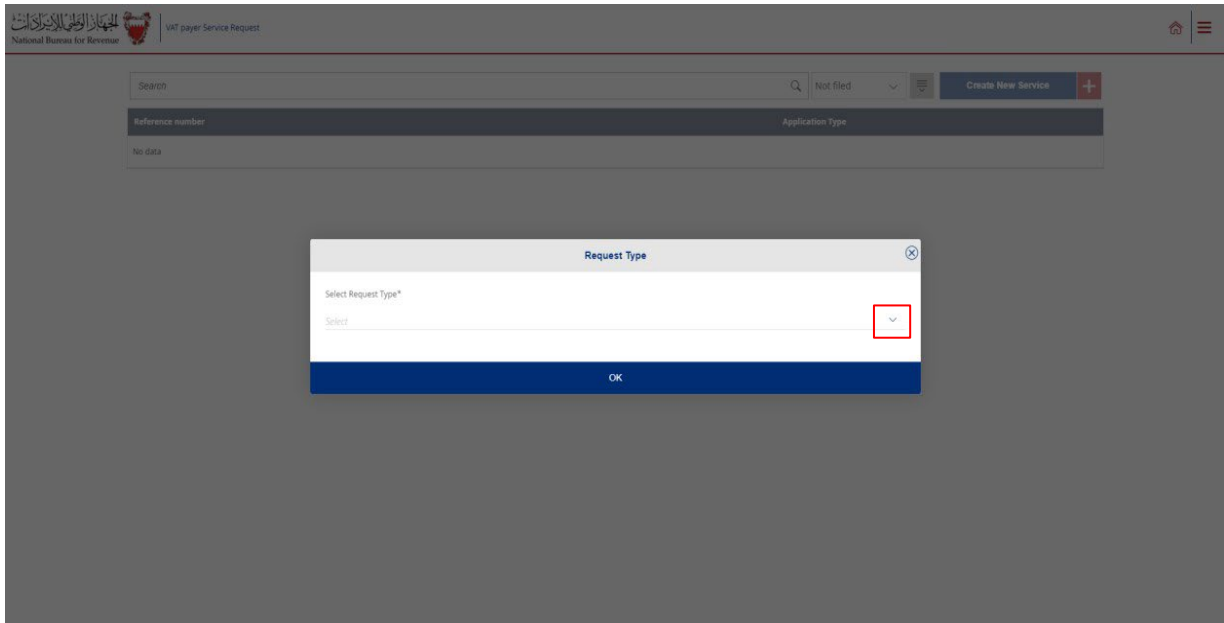 الجهاز الوطني للإيرادات
National Bureau for Revenue
VAT payer Service Request
Search
Not filed
Create New Service
Reference number
Application Type
No data
Request Type
Select Request Type*
Select
OK